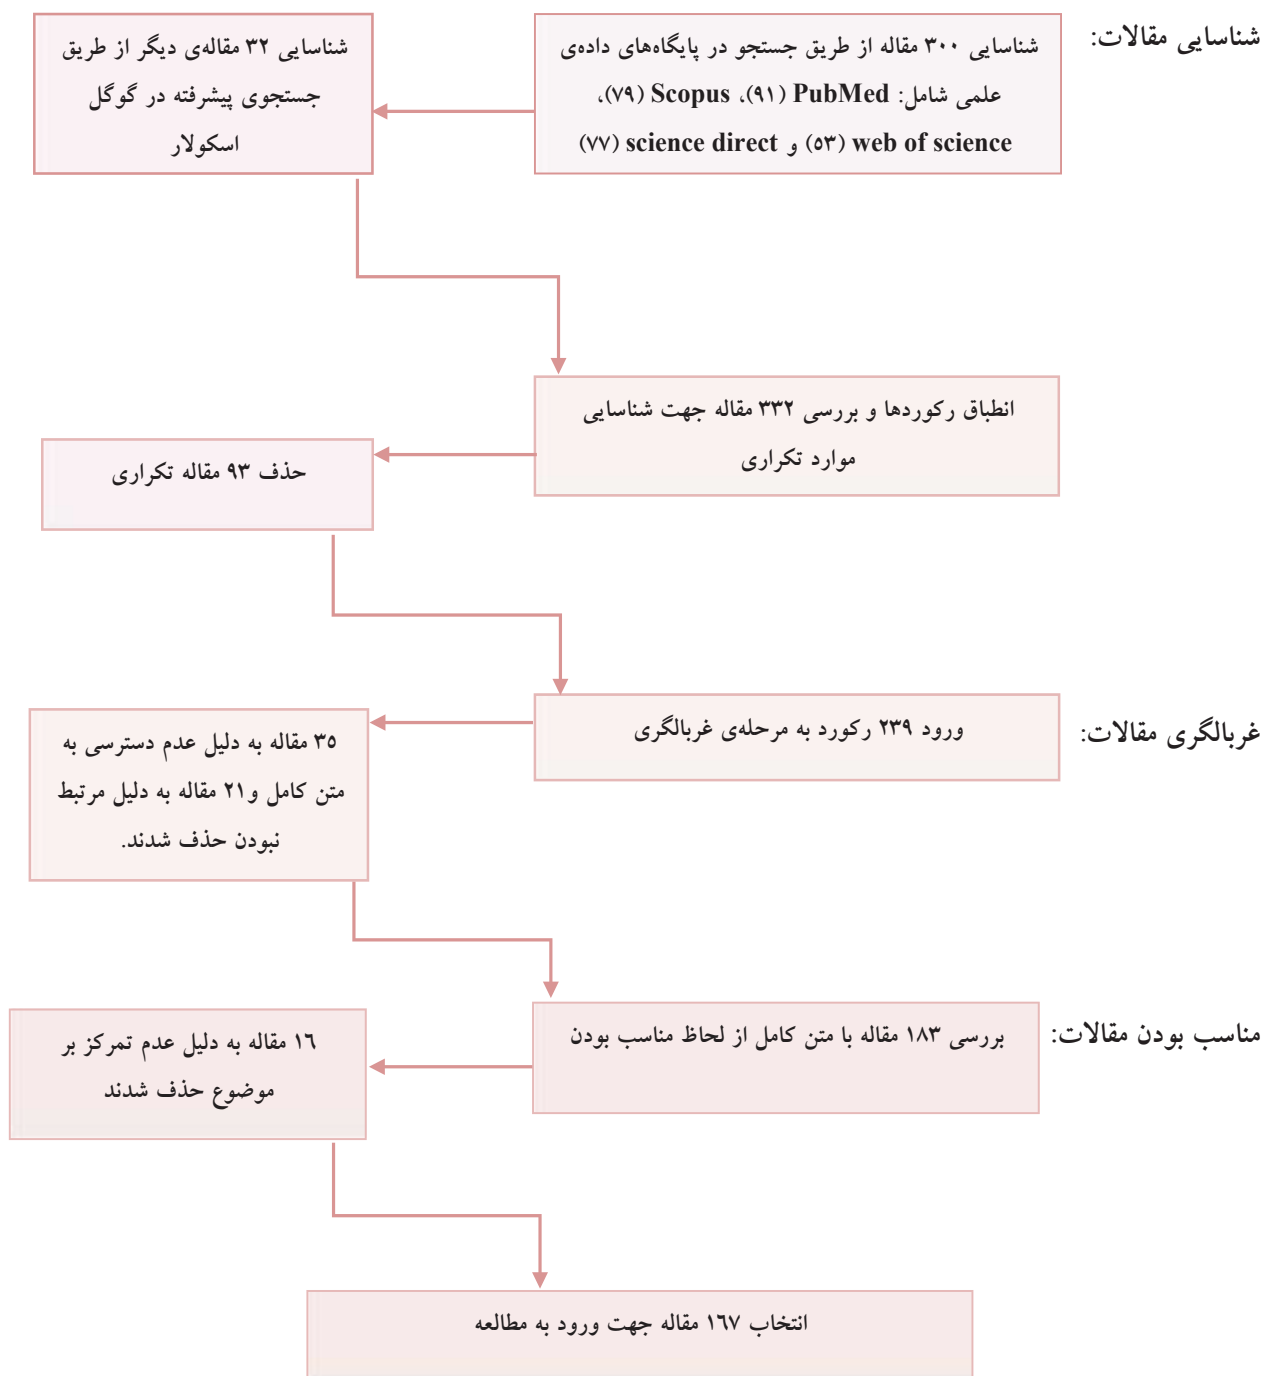 شناسایی مقالات:
شناسایی ۳۰۰ مقاله از طریق جستجو در پایگاه‌های داده‌ی
علمی شامل: PubMed (۹۱)، Scopus (۷۹)،
web of science (۵۳) و science direct (۷۷)
شناسایی ۳۲ مقاله‌ی دیگر از طریق
جستجوی پیشرفته در گوگل
اسکولار
انطباق رکوردها و بررسی ۳۳۲ مقاله جهت شناسایی
موارد تکراری
حذف ۹۳ مقاله تکراری
غربالگری مقالات:
ورود ۲۳۹ رکورد به مرحله‌ی غربالگری
۳۵ مقاله به دلیل عدم دسترسی به
متن کامل و۲۱ مقاله به دلیل مرتبط
نبودن حذف شدند.
مناسب بودن مقالات:
بررسی ۱۸۳ مقاله با متن کامل از لحاظ مناسب بودن
۱۶ مقاله به دلیل عدم تمرکز بر
موضوع حذف شدند
انتخاب ۱۶۷ مقاله جهت ورود به مطالعه